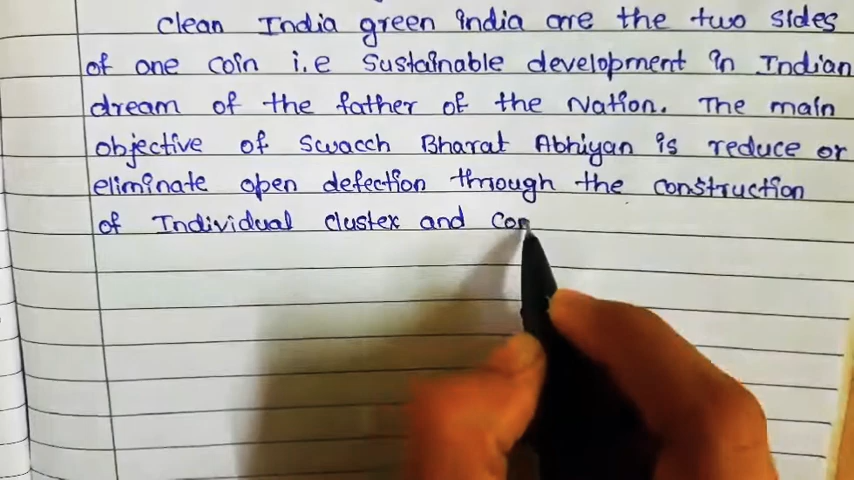 Clean India green india are the two sides
of one coin i.e Sustainable development in Indian
dream of the father of the Nation. The main
objective of Swacch Bharat Abhiyan is reduce or
eliminate open defection through the construction
of Individual clustex and con